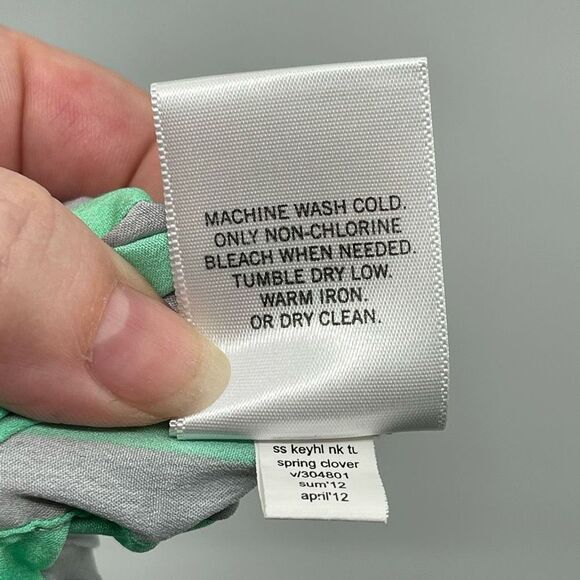 MACHINE WASH COLD.
ONLY NON-CHLORINE
BLEACH WHEN NEEDED.
TUMBLE DRY LOW.
WARM IRON.
OR DRY CLEAN.
ss keyhl nk
spring clover
v/304801
sum'12
april'12